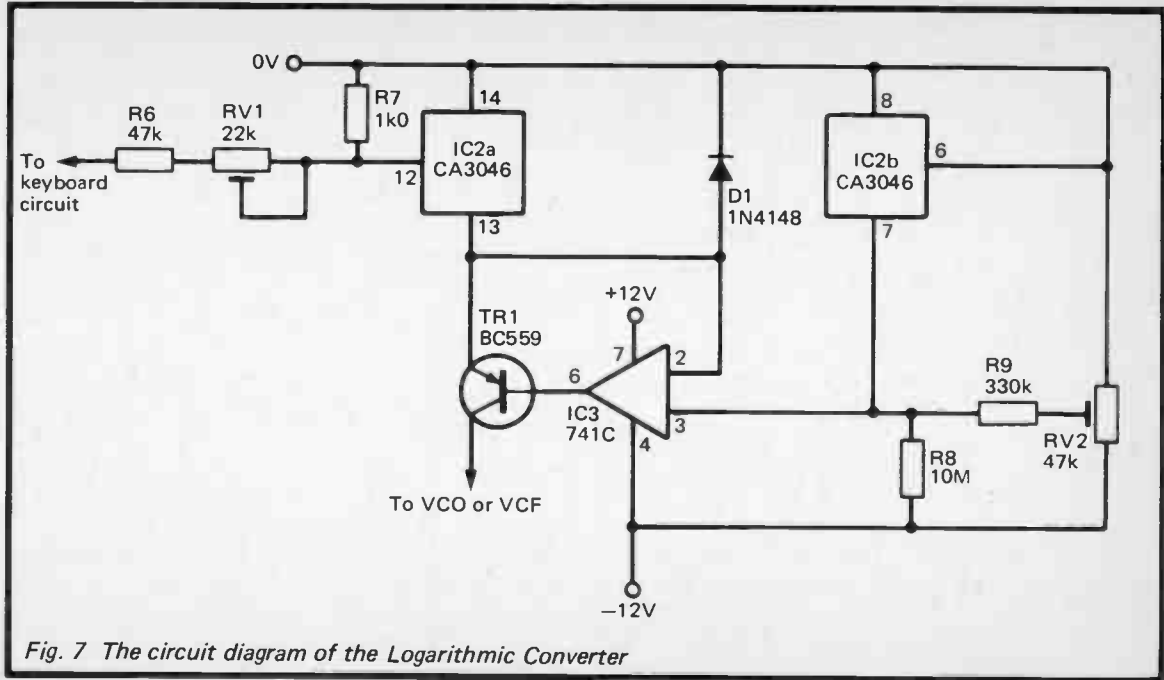 0V
R7
1k0
14
IC2a
CA3046
12
13
R6
47k
RV1
22k
To
keyboard
circuit
D1
1N4148
8
IC2b
CA3046
6
7
TR1
BC559
+12V
7
2
6
3
IC3
741C
4
R9
330k
RV2
47k
R8
10M
To VCO or VCF
−12V
Fig. 7 The circuit diagram of the Logarithmic Converter